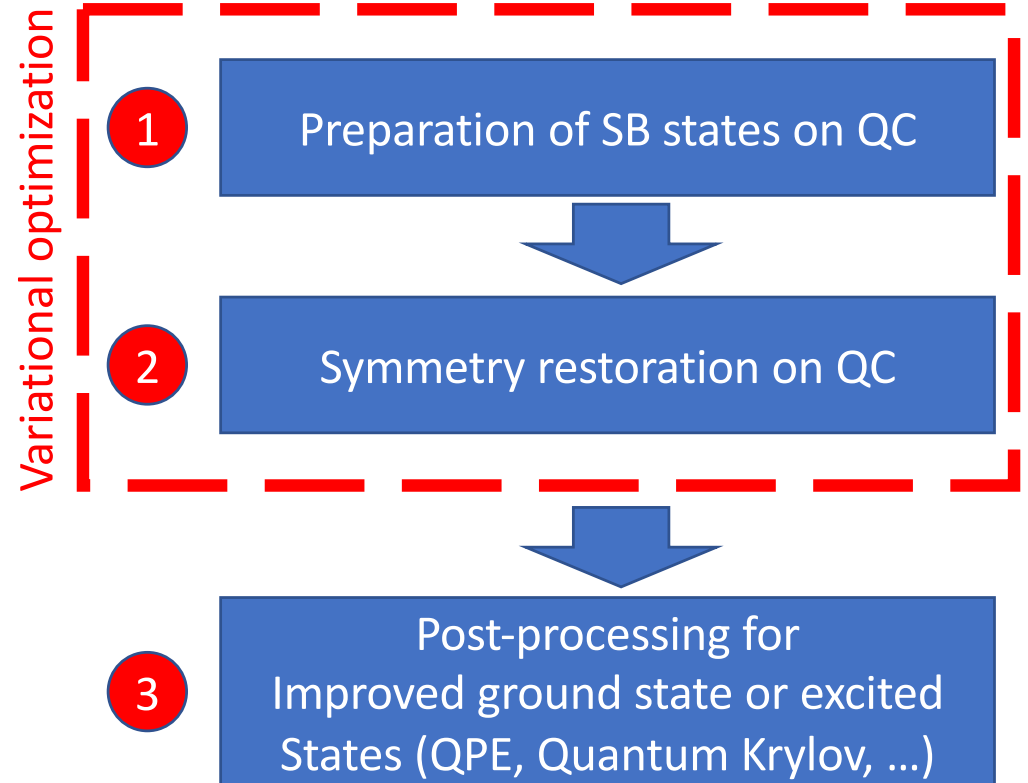 Variational optimization
1
Preparation of SB states on QC
2
Symmetry restoration on QC
3
Post-processing for
Improved ground state or excited
States (QPE, Quantum Krylov, ...)